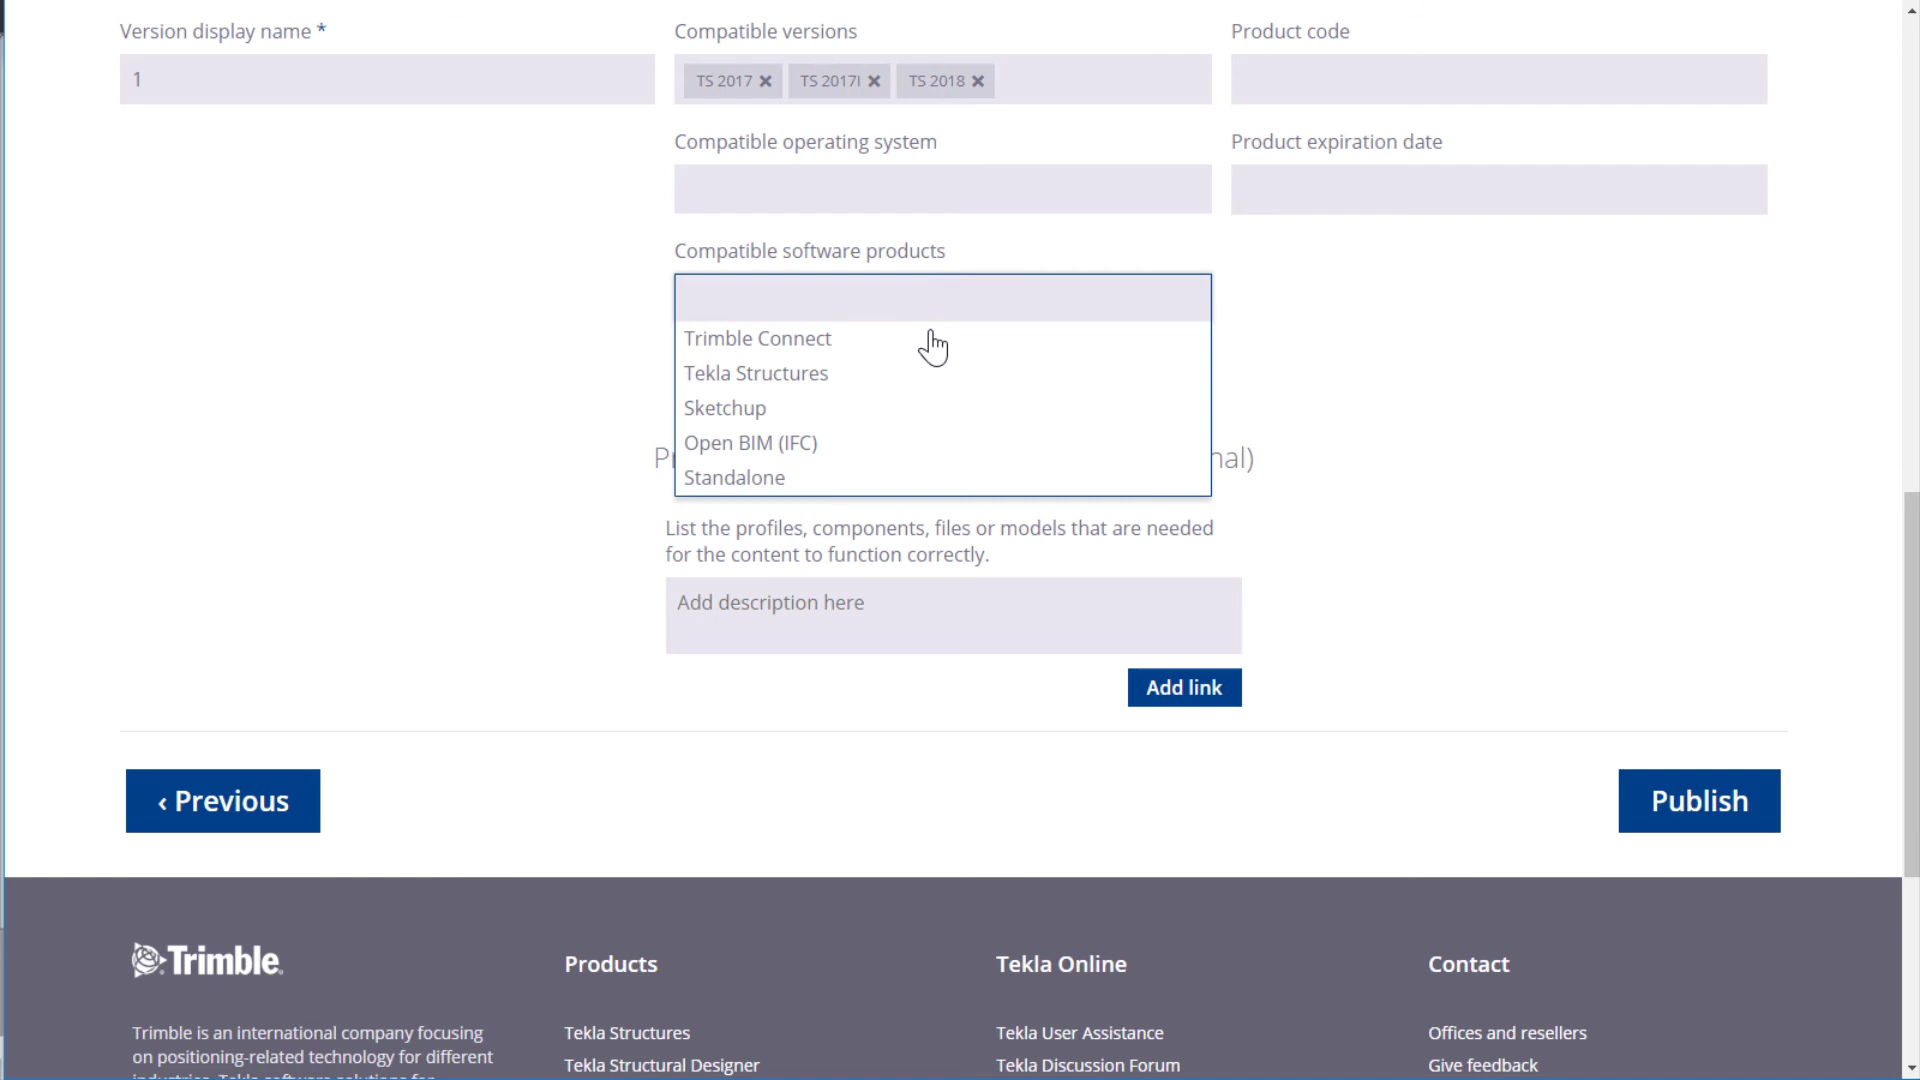 Version display name *
Compatible versions
Product code
1
TS 2017 ✖ TS 2017I ✖ TS 2018 ✖
Compatible operating system
Product expiration date
Compatible software products
Trimble Connect
Tekla Structures
Sketchup
Open BIM (IFC)
Standalone
nal)
List the profiles, components, files or models that are needed
for the content to function correctly.
Add description here
Add link
‹ Previous
Publish
Trimble.
Products
Tekla Online
Contact
Trimble is an international company focusing
on positioning-related technology for different
Tekla Structures
Tekla Structural Designer
Tekla User Assistance
Tekla Discussion Forum
Offices and resellers
Give feedback